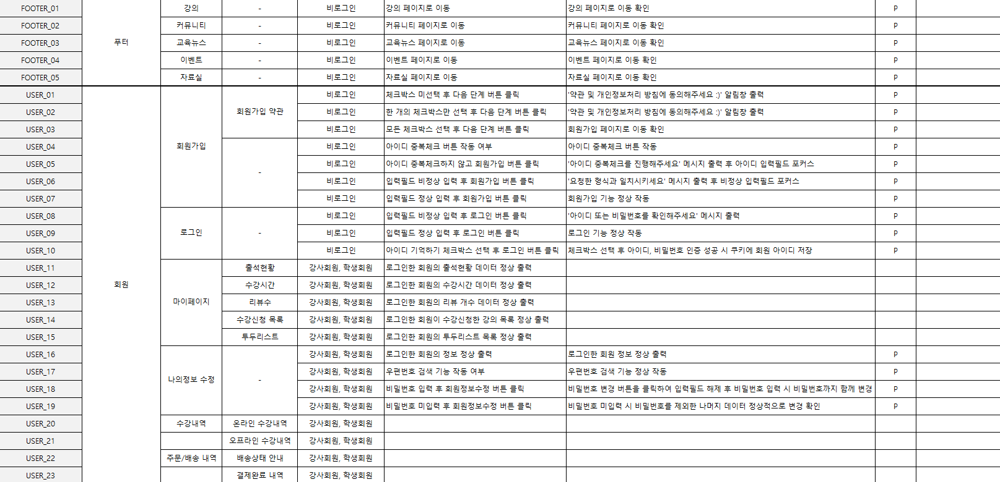 FOOTER_01 푸터 강의 - 비로그인 강의 페이지로 이동 강의 페이지로 이동 확인 P
FOOTER_02 커뮤니티 - 비로그인 커뮤니티 페이지로 이동 커뮤니티 페이지로 이동 확인 P
FOOTER_03 교육뉴스 - 비로그인 교육뉴스 페이지로 이동 교육뉴스 페이지로 이동 확인 P
FOOTER_04 이벤트 - 비로그인 이벤트 페이지로 이동 이벤트 페이지로 이동 확인 P
FOOTER_05 자료실 - 비로그인 자료실 페이지로 이동 자료실 페이지로 이동 확인 P
USER_01 회원 회원가입 회원가입 약관 비로그인 체크박스 미선택 후 다음 단계 버튼 클릭 '약관 및 개인정보처리 방침에 동의해주세요 :)' 알림창 출력 P
USER_02 비로그인 한 개의 체크박스만 선택 후 다음 단계 버튼 클릭 '약관 및 개인정보처리 방침에 동의해주세요 :)' 알림창 출력 P
USER_03 비로그인 모든 체크박스 선택 후 다음 단계 버튼 클릭 회원가입 페이지로 이동 확인 P
USER_04 - 비로그인 아이디 중복체크 버튼 작동 여부 아이디 중복체크 버튼 작동 P
USER_05 비로그인 아이디 중복체크하지 않고 회원가입 버튼 클릭 '아이디 중복체크를 진행해주세요' 메시지 출력 후 아이디 입력필드 포커스 P
USER_06 비로그인 입력필드 비정상 입력 후 회원가입 버튼 클릭 '요청한 형식과 일치시키세요' 메시지 출력 후 비정상 입력필드 포커스 P
USER_07 비로그인 입력필드 정상 입력 후 회원가입 버튼 클릭 회원가입 기능 정상 작동 P
USER_08 로그인 - 비로그인 입력필드 비정상 입력 후 로그인 버튼 클릭 '아이디 또는 비밀번호를 확인해주세요' 메시지 출력 P
USER_09 비로그인 입력필드 정상 입력 후 로그인 버튼 클릭 로그인 기능 정상 작동 P
USER_10 비로그인 아이디 기억하기 체크박스 선택 후 로그인 버튼 클릭 체크박스 선택 후 아이디, 비밀번호 인증 성공 시 쿠키에 회원 아이디 저장 P
USER_11 마이페이지 출석현황 강사회원, 학생회원 로그인한 회원의 출석현황 데이터 정상 출력
USER_12 수강시간 강사회원, 학생회원 로그인한 회원의 수강시간 데이터 정상 출력
USER_13 리뷰수 강사회원, 학생회원 로그인한 회원의 리뷰 개수 데이터 정상 출력
USER_14 수강신청 목록 강사회원, 학생회원 로그인한 회원이 수강신청한 강의 목록 정상 출력
USER_15 투두리스트 강사회원, 학생회원 로그인한 회원의 투두리스트 목록 정상 출력
USER_16 나의정보 수정 - 강사회원, 학생회원 로그인한 회원의 정보 정상 출력 로그인한 회원 정보 정상 출력 P
USER_17 강사회원, 학생회원 우편번호 검색 기능 작동 여부 우편번호 검색 기능 정상 작동 P
USER_18 강사회원, 학생회원 비밀번호 입력 후 회원정보수정 버튼 클릭 비밀번호 변경 버튼을 클릭하여 입력필드 해제 후 비밀번호 입력 시 비밀번호까지 함께 변경 P
USER_19 강사회원, 학생회원 비밀번호 미입력 후 회원정보수정 버튼 클릭 비밀번호 미입력 시 비밀번호를 제외한 나머지 데이터 정상적으로 변경 확인 P
USER_20 수강내역 온라인 수강내역 강사회원, 학생회원
USER_21 오프라인 수강내역 강사회원, 학생회원
USER_22 주문/배송 내역 배송상태 안내 강사회원, 학생회원
USER_23 결제완료 내역 강사회원, 학생회원